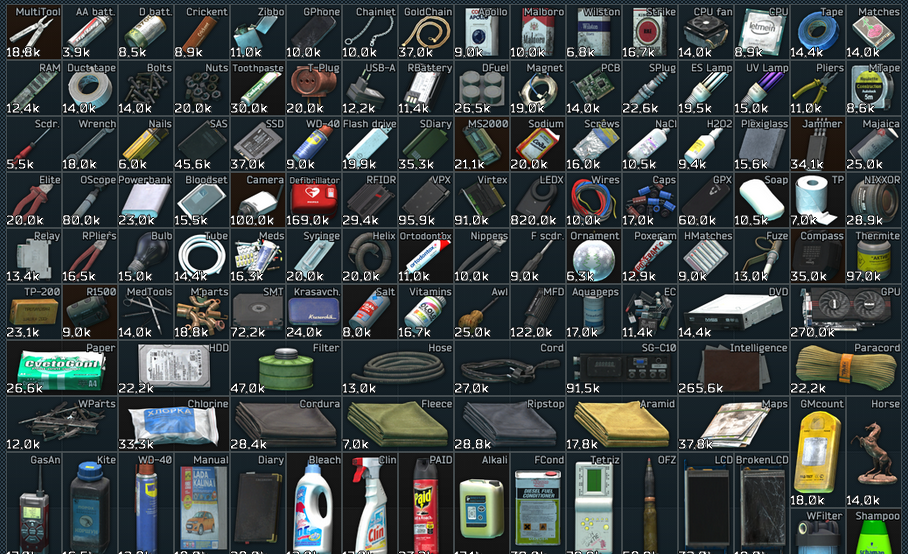 MultiTool AA batt. D batt. Crickent Zibbo GPhone Chainlet GoldChain Apollo Malboro Wilston Strike CPU fan CPU Tape Matches
18.8k 3.9k 8.5k 8.9k 11.0k 10.0k 10.0k 37.0k 9.0k 10.0k 6.8k 15.7k 14.0k 8.9k 14.4k 14.0k
RAM Duct tape Bolts Nuts Toothpaste T-Plug USB-A RBattery DFuel Magnet PCB SPlug ES Lamp UV Lamp Pliers MTape
12.4k 14.0k 14.0k 20.0k 30.0k 20.0k 12.2k 11.4k 26.5k 19.0k 14.0k 22.6k 19.5k 15.0k 11.0k 8.6k
Scdr. Wrench Nails SAS SSD WD-40 Flash drive SDiary MS2000 Sodium Screws NaCl H2O2 Plexiglass Jammer Majaica
5.5k 18.0k 6.0k 45.6k 37.0k 9.0k 19.9k 35.3k 21.1k 20.0k 16.0k 10.5k 9.4k 15.6k 34.1k 25.0k
Elite OScope Powerbank Bloodset Camera Defibrillator RFIDR VPX Virtex LEDX Wires Caps GPX Soap TP NIXXOR
20.0k 80.0k 23.0k 15.5k 100.0k 169.0k 29.4k 95.9k 91.0k 820.0k 10.0k 17.0k 60.0k 10.5k 7.0k 28.9k
Relay RPliers Bulb Tube Meds Syringe Helix Ortodontox Nippers F scdr. Ornament Poxeram HMatches Fuze Compass Thermite
13.4k 16.5k 15.0k 14.4k 16.3k 20.0k 20.0k 11.0k 10.0k 9.0k 6.3k 12.9k 9.0k 13.0k 35.0k 97.0k
TP-200 R1500 MedTools M.parts SMT Krasavch. Salt Vitamins Awl MFD Aquapeps EC DVD GPU
23.1k 9.0k 14.0k 18.8k 72.2k 24.0k 8.0k 16.7k 25.0k 122.0k 17.0k 11.4k 14.4k 270.0k
Paper HDD Filter Hose Cord SG-C10 Intelligence Paracord
26.6k 22.2k 47.0k 13.0k 27.0k 91.5k 265.6k 22.2k
WParts Chlorine Cordura Fleece Ripstop Aramid Maps GMcount Horse
ХЛОРКА
12.0k 33.3k 28.4k 7.0k 28.8k 17.8k 37.8k
GasAn Kite WD-40 Manual Diary Bleach Clin PAID Alkali FCond Tetriz OFZ LCD BrokenLCD
18.0k 14.0k
WFilter Shampoo